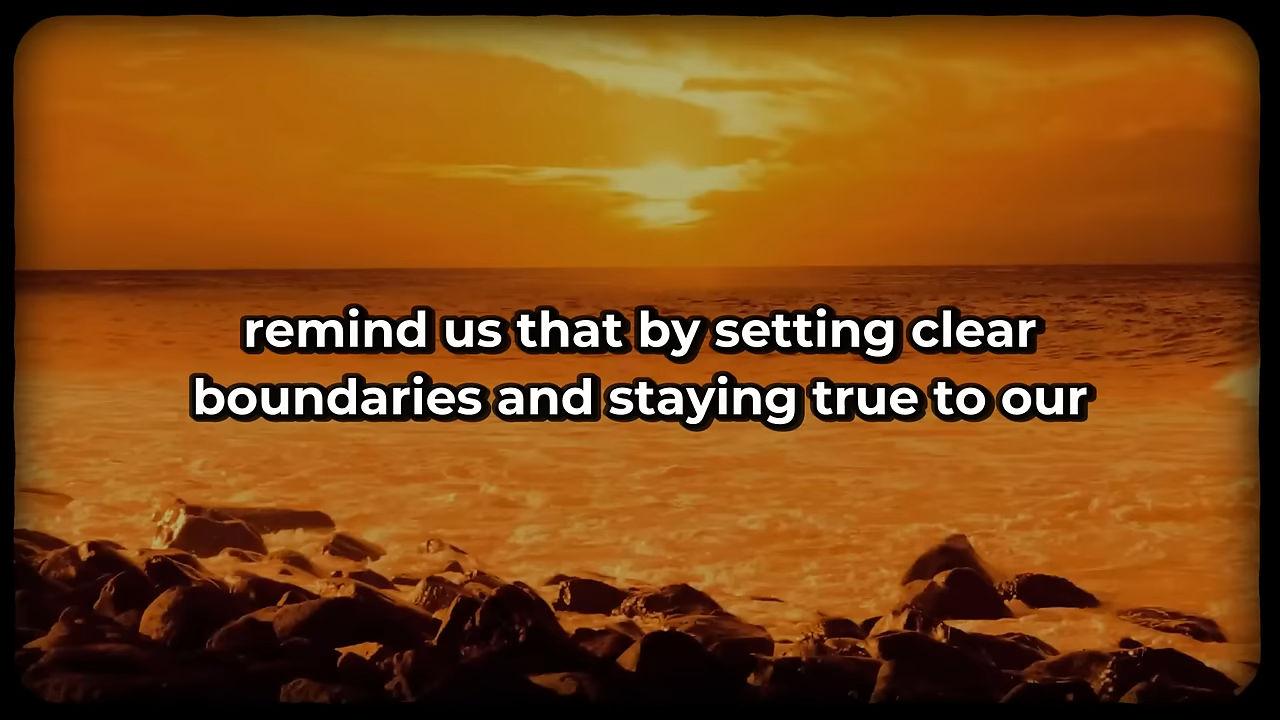 remind us that by setting clear
boundaries and staying true to our